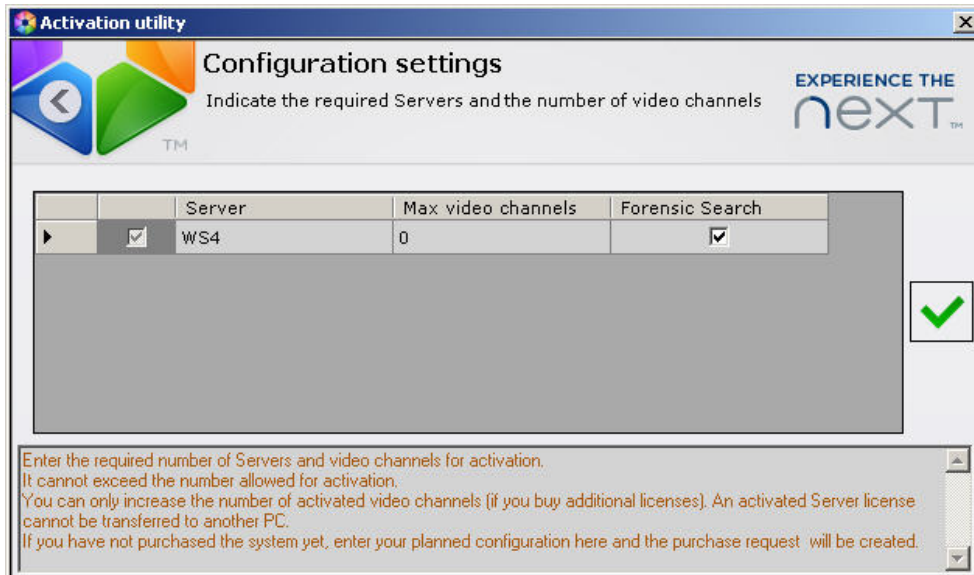 Activation utility
Configuration settings
Indicate the required Servers and the number of video channels
EXPERIENCE THE
next™
TM
Server Max video channels Forensic Search
WS4 0
Enter the required number of Servers and video channels for activation.
It cannot exceed the number allowed for activation.
You can only increase the number of activated video channels (if you buy additional licenses). An activated Server license
cannot be transferred to another PC.
If you have not purchased the system yet, enter your planned configuration here and the purchase request will be created.